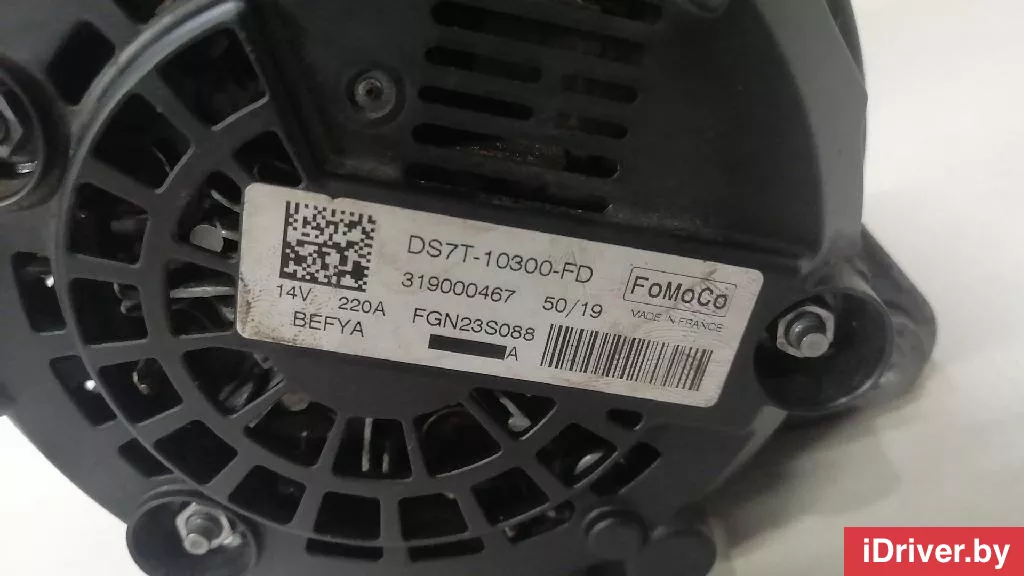 DS7T-10300-FD
FoMoCo
MADE IN FRANCE
319000467 50/19
14V 220A
BEFYA
FGN23S088
A
iDriver.by